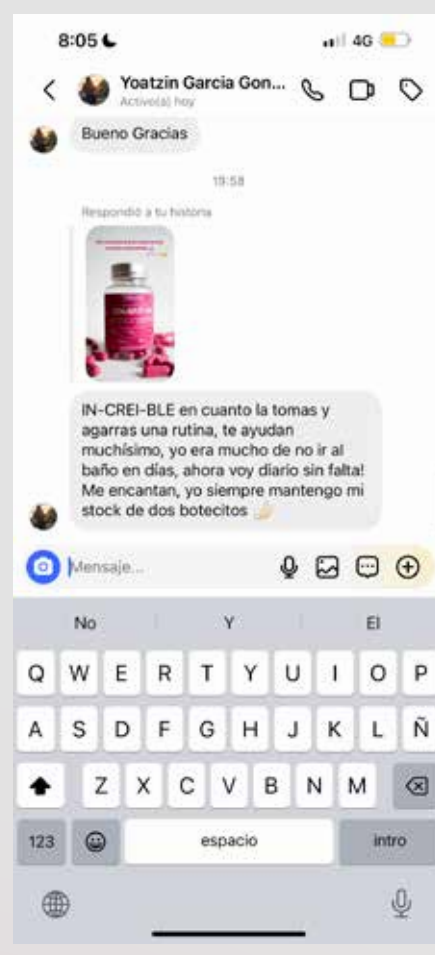 8:05
4G
Yoatzin Garcia Gon...
Activo(a) hoy
Bueno Gracias
19:58
Respondió a tu historia
IN-CREI-BLE en cuanto la tomas y
agarras una rutina, te ayudan
muchísimo, yo era mucho de no ir al
baño en días, ahora voy diario sin falta!
Me encantan, yo siempre mantengo mi
stock de dos botecitos 👌🏻
Mensaje...
No Y El
Q W E R T Y U I O P
A S D F G H J K L Ñ
Z X C V B N M
123 espacio intro